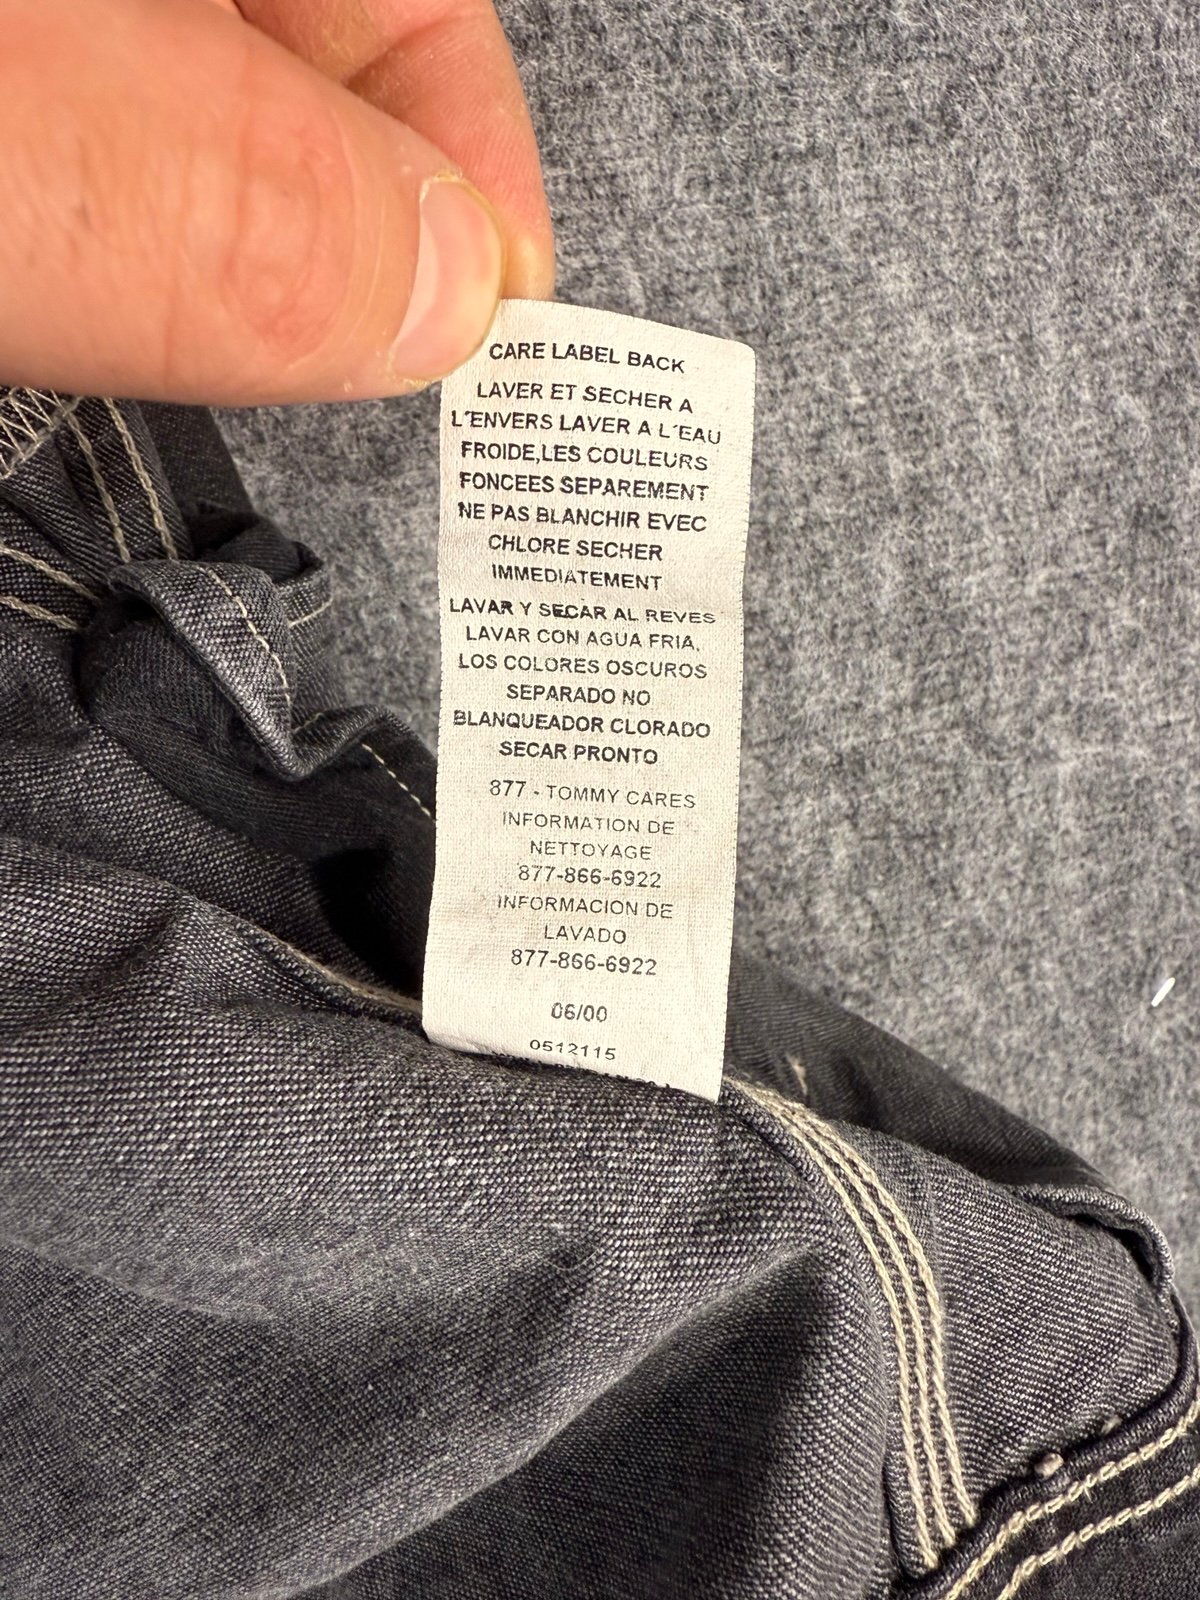 CARE LABEL BACK
LAVER ET SECHER A
L'ENVERS LAVER A L'EAU
FROIDE,LES COULEURS
FONCEES SEPAREMENT
NE PAS BLANCHIR EVEC
CHLORE SECHER
IMMEDIATEMENT
LAVAR Y SECAR AL REVES
LAVAR CON AGUA FRIA,
LOS COLORES OSCUROS
SEPARADO NO
BLANQUEADOR CLORADO
SECAR PRONTO
877 - TOMMY CARES
INFORMATION DE
NETTOYAGE
877-866-6922
INFORMACION DE
LAVADO
877-866-6922
06/00
0512115